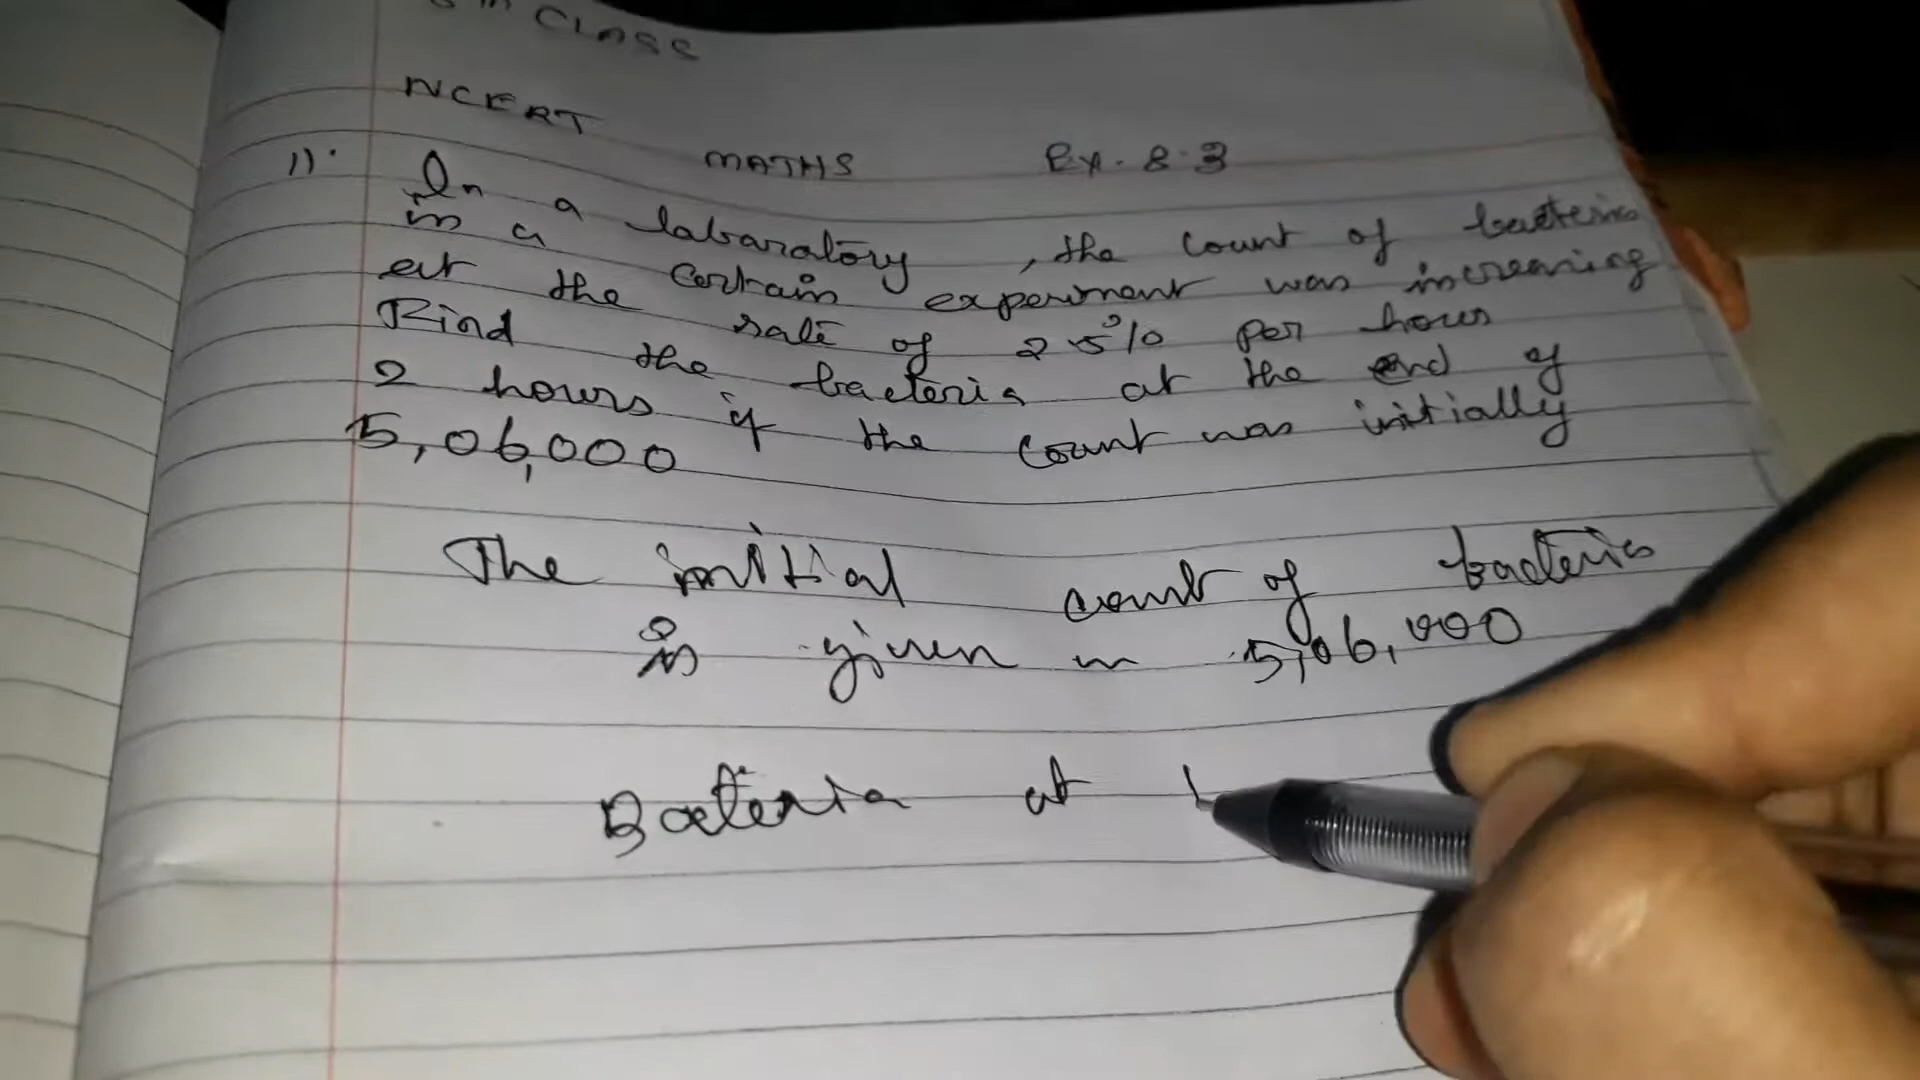 CLASS
NCERT
MATHS Ex. 8.3
1). In a labaratory, the count of bacteria
in a certain experiment was increasing
at the rate of 2.5% per hour
Find the bacteria at the end of
2 hours if the count was initially
5,06,000
The initial count of bacteria
is given as 5,06,000
Bacteria at